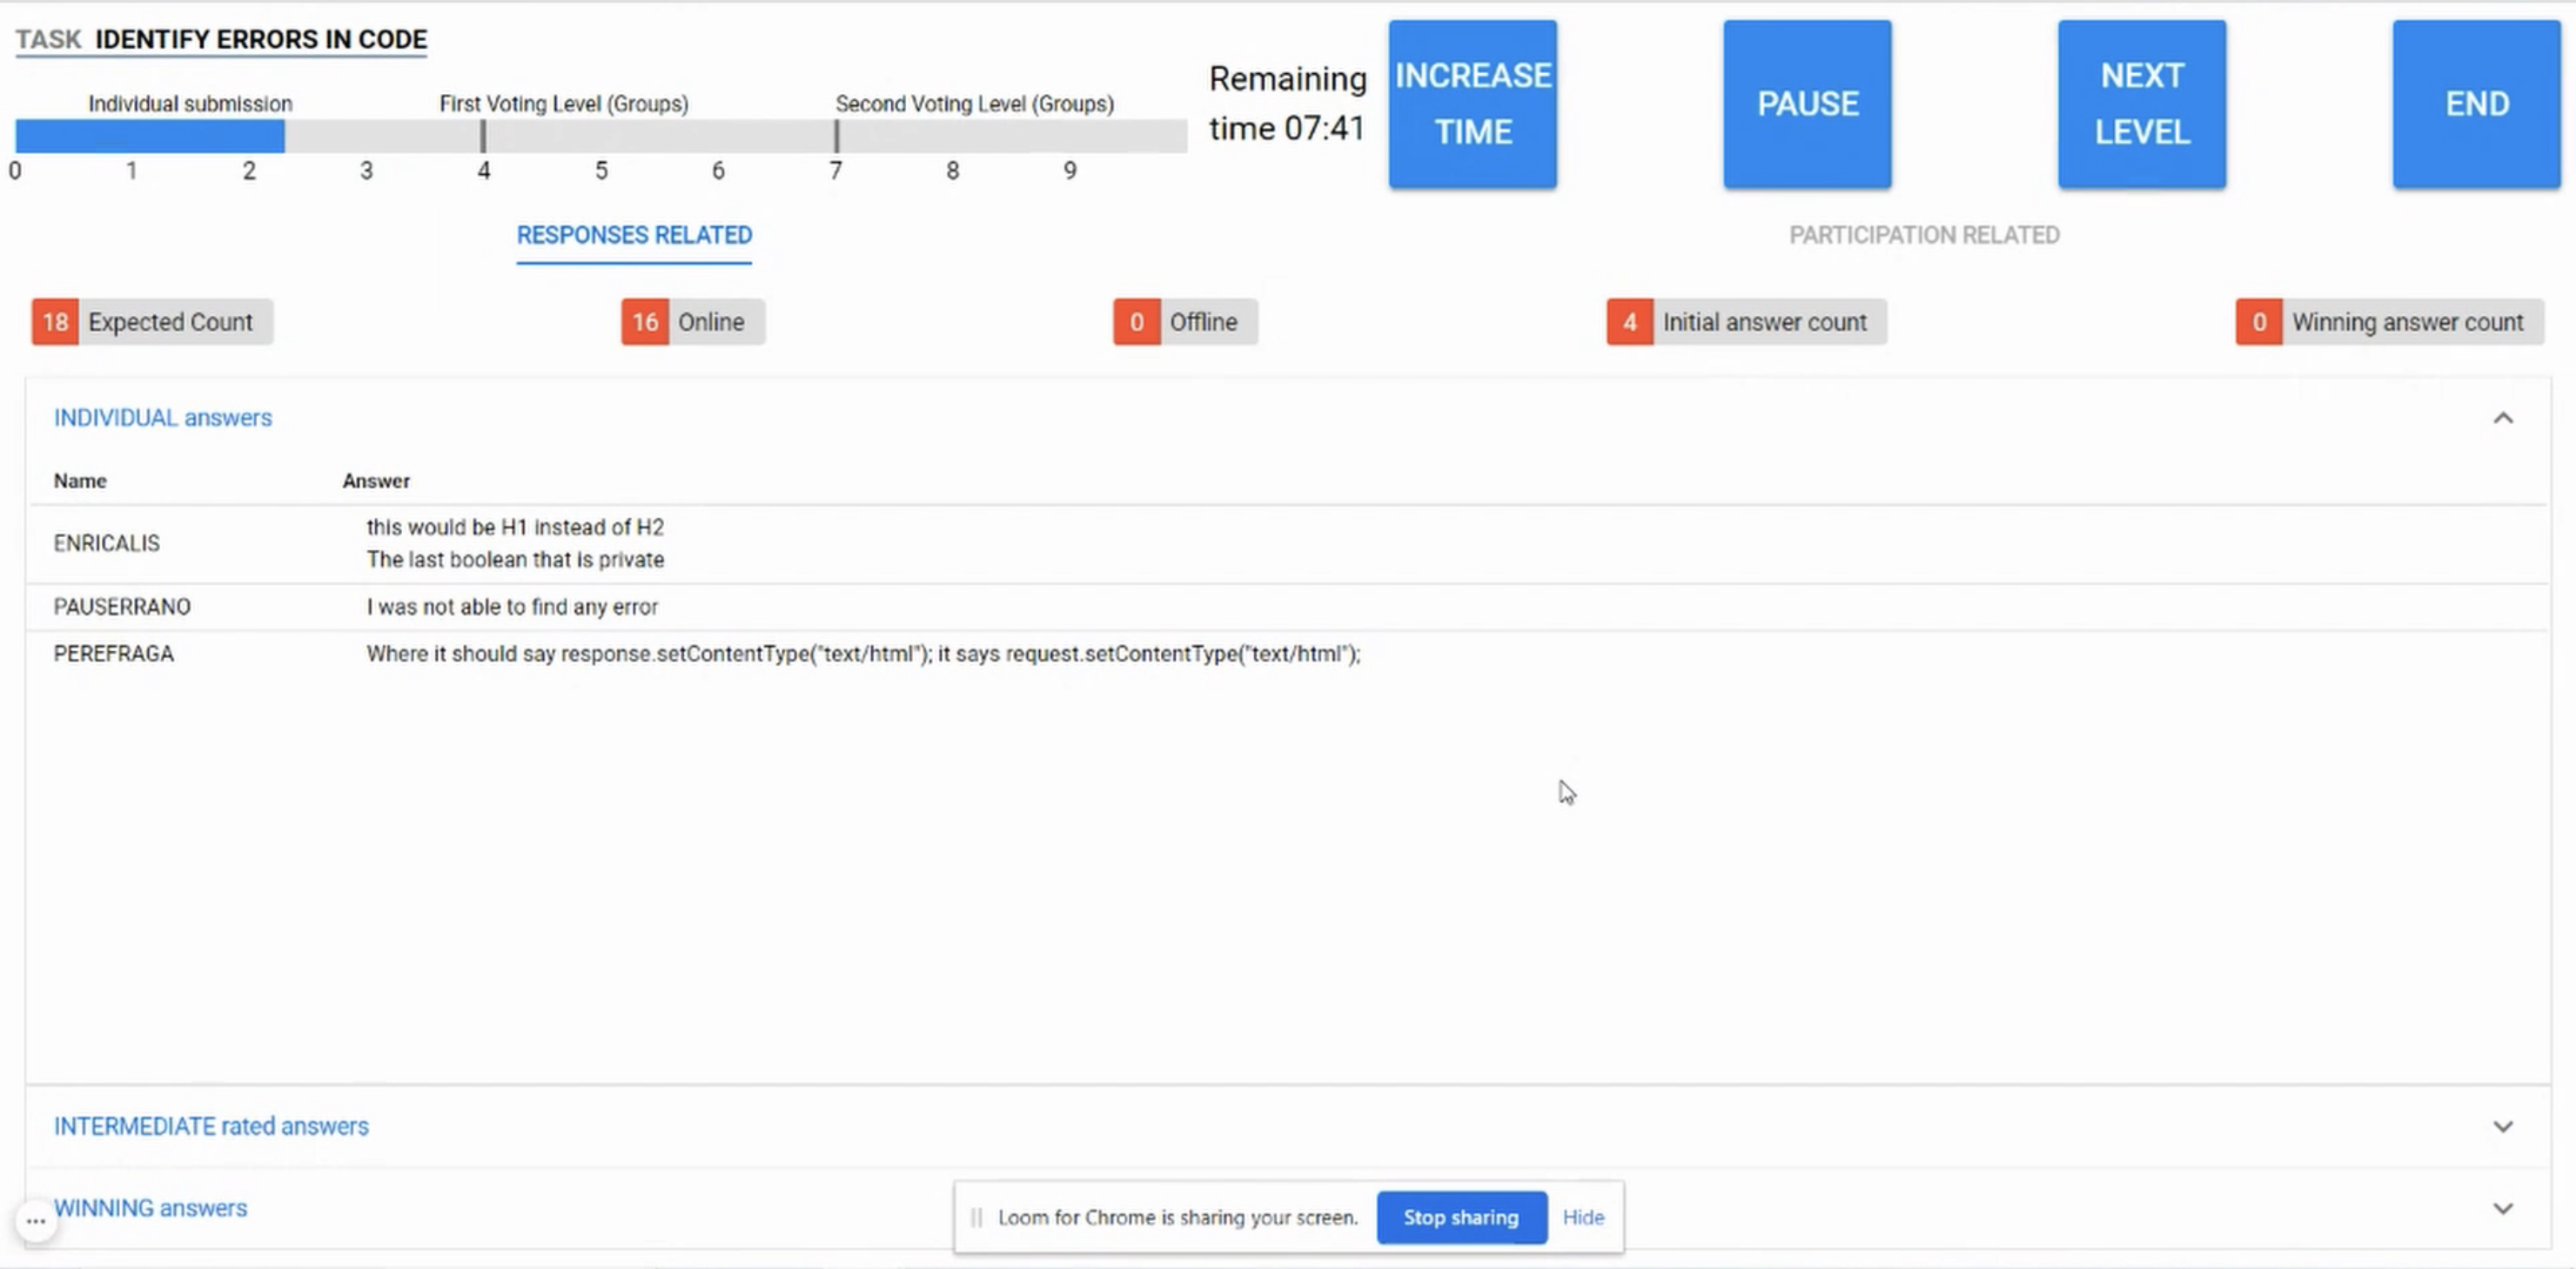 TASK IDENTIFY ERRORS IN CODE
Individual submission
First Voting Level (Groups)
Second Voting Level (Groups)
0 1 2 3 4 5 6 7 8 9
Remaining
time 07:41
INCREASE
TIME
PAUSE
NEXT
LEVEL
END
RESPONSES RELATED
PARTICIPATION RELATED
18 Expected Count
16 Online
0 Offline
4 Initial answer count
0 Winning answer count
INDIVIDUAL answers
Name Answer
ENRICALIS
this would be H1 instead of H2
The last boolean that is private
PAUSERRANO I was not able to find any error
PEREFRAGA Where it should say response.setContentType("text/html"); it says request.setContentType("text/html");
INTERMEDIATE rated answers
WINNING answers
Loom for Chrome is sharing your screen. Stop sharing Hide